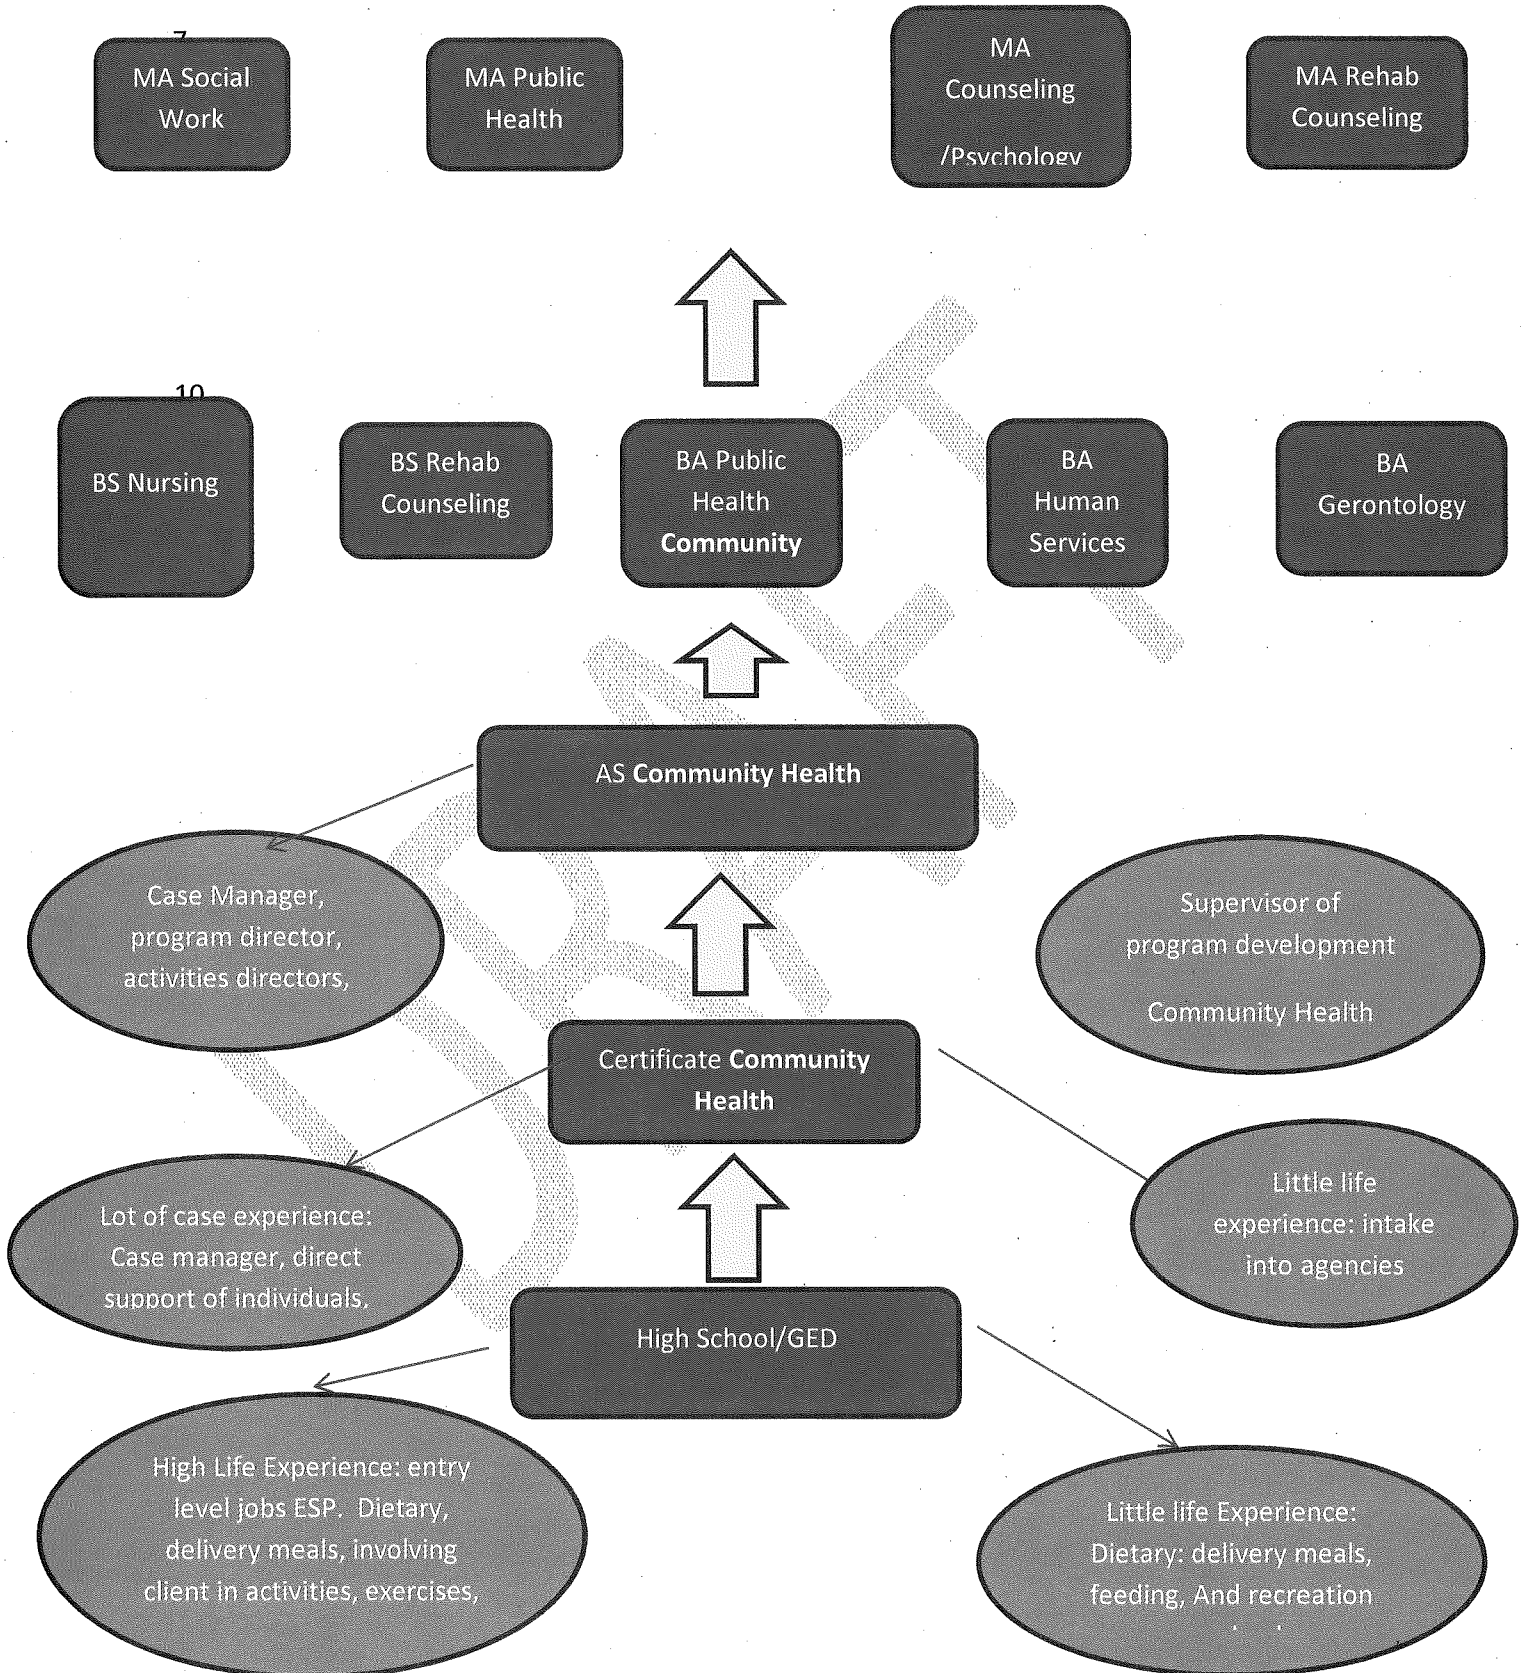 7
MA Social
Work
MA Public
Health
MA
Counseling
/Psychology
MA Rehab
Counseling
10
BS Nursing
BS Rehab
Counseling
BA Public
Health
Community
BA
Human
Services
BA
Gerontology
AS Community Health
Case Manager,
program director,
activities directors,
Supervisor of
program development
Community Health
Certificate Community
Health
Lot of case experience:
Case manager, direct
support of individuals,
Little life
experience: intake
into agencies
High School/GED
High Life Experience: entry
level jobs ESP. Dietary,
delivery meals, involving
client in activities, exercises,
Little life Experience:
Dietary: delivery meals,
feeding, And recreation
DRAFT